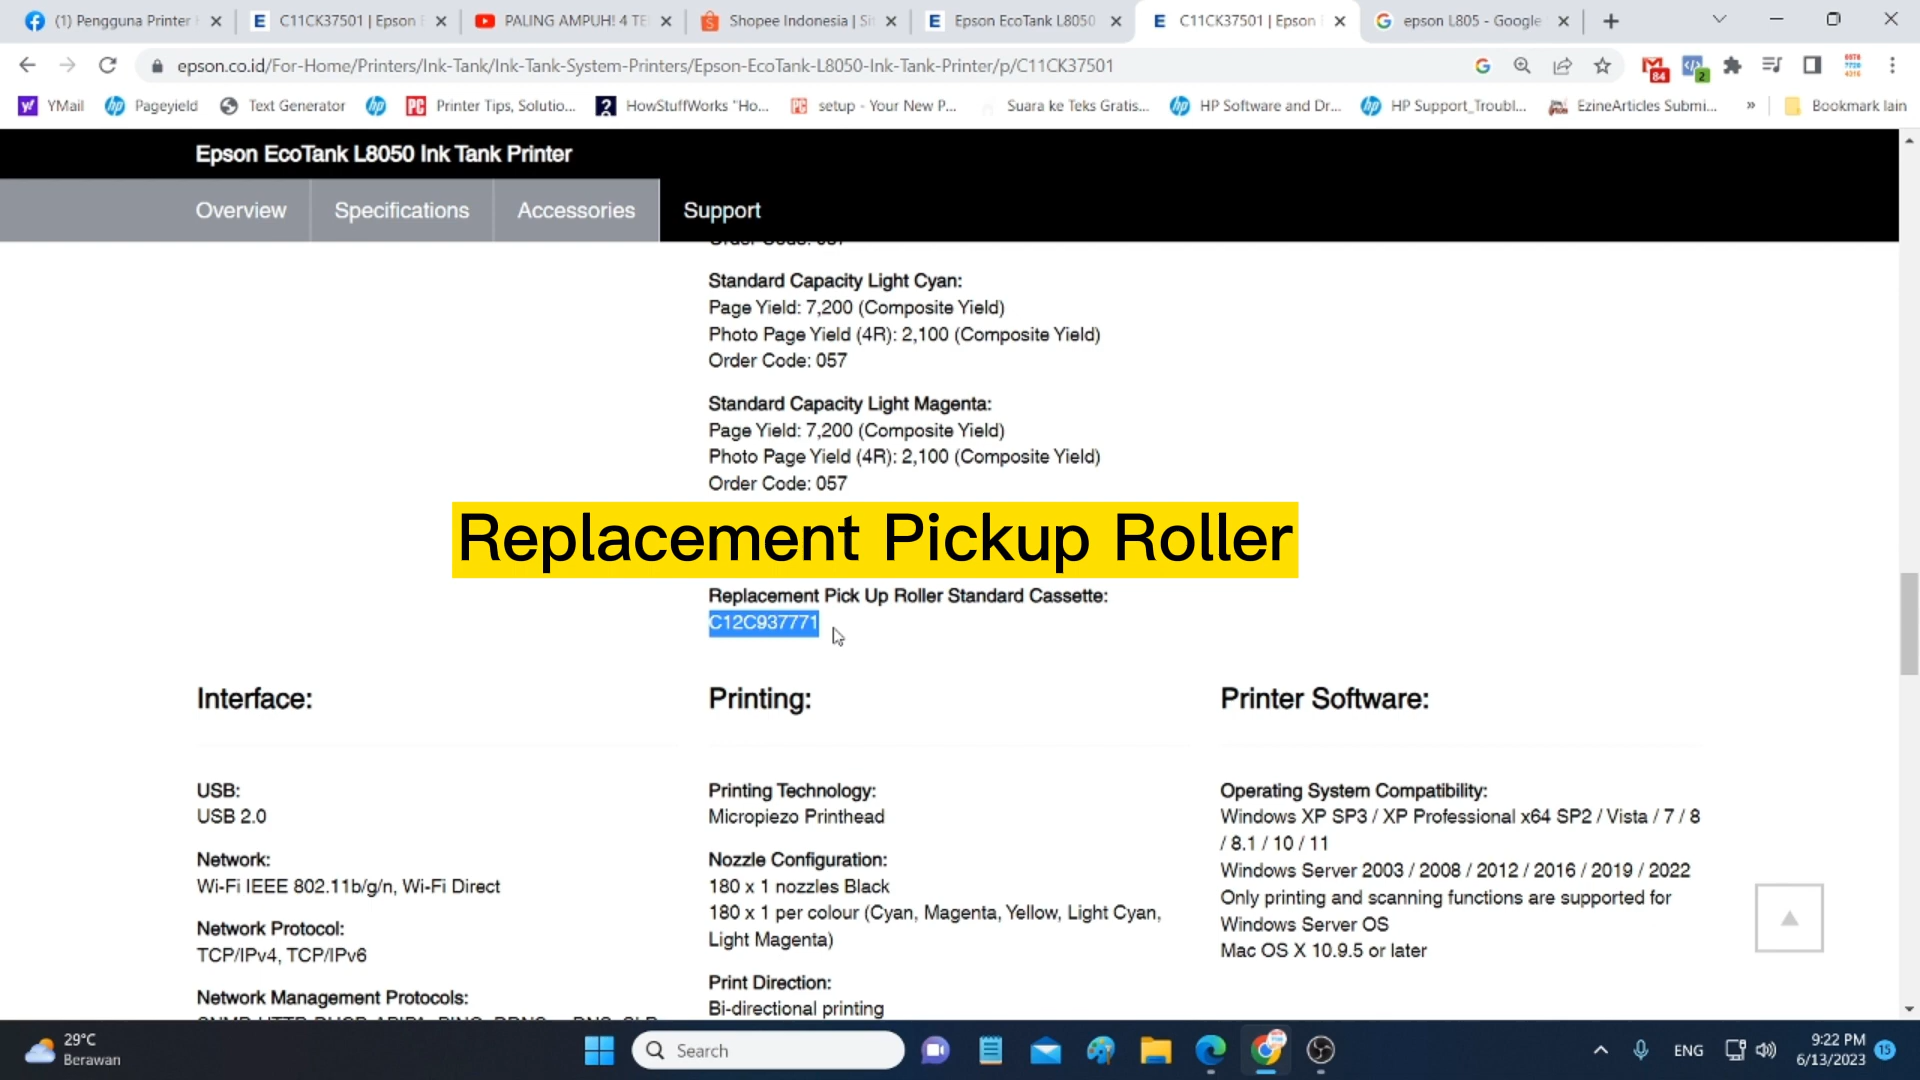 (1) Pengguna Printer
C11CK37501 | Epson
PALING AMPUH! 4 TE
Shopee Indonesia | Sit
Epson EcoTank L8050
C11CK37501 | Epson
epson L805 - Google
epson.co.id/For-Home/Printers/Ink-Tank/Ink-Tank-System-Printers/Epson-EcoTank-L8050-Ink-Tank-Printer/p/C11CK37501
84
2
YMail
Pageyield
Text Generator
Printer Tips, Solutio...
HowStuffWorks "Ho...
setup - Your New P...
Suara ke Teks Gratis...
HP Software and Dr...
HP Support_Troubl...
EzineArticles Submi...
»
Bookmark lain
Epson EcoTank L8050 Ink Tank Printer
Overview
Specifications
Accessories
Support
Standard Capacity Light Cyan:
Page Yield: 7,200 (Composite Yield)
Photo Page Yield (4R): 2,100 (Composite Yield)
Order Code: 057
Standard Capacity Light Magenta:
Page Yield: 7,200 (Composite Yield)
Photo Page Yield (4R): 2,100 (Composite Yield)
Order Code: 057
Replacement Pickup Roller
Replacement Pick Up Roller Standard Cassette:
C12C937771
Interface:
USB:
USB 2.0
Network:
Wi-Fi IEEE 802.11b/g/n, Wi-Fi Direct
Network Protocol:
TCP/IPv4, TCP/IPv6
Network Management Protocols:
Printing:
Printing Technology:
Micropiezo Printhead
Nozzle Configuration:
180 x 1 nozzles Black
180 x 1 per colour (Cyan, Magenta, Yellow, Light Cyan,
Light Magenta)
Print Direction:
Bi-directional printing
Printer Software:
Operating System Compatibility:
Windows XP SP3 / XP Professional x64 SP2 / Vista / 7 / 8
/ 8.1 / 10 / 11
Windows Server 2003 / 2008 / 2012 / 2016 / 2019 / 2022
Only printing and scanning functions are supported for
Windows Server OS
Mac OS X 10.9.5 or later
29°C
Berawan
Search
ENG
9:22 PM
6/13/2023
15